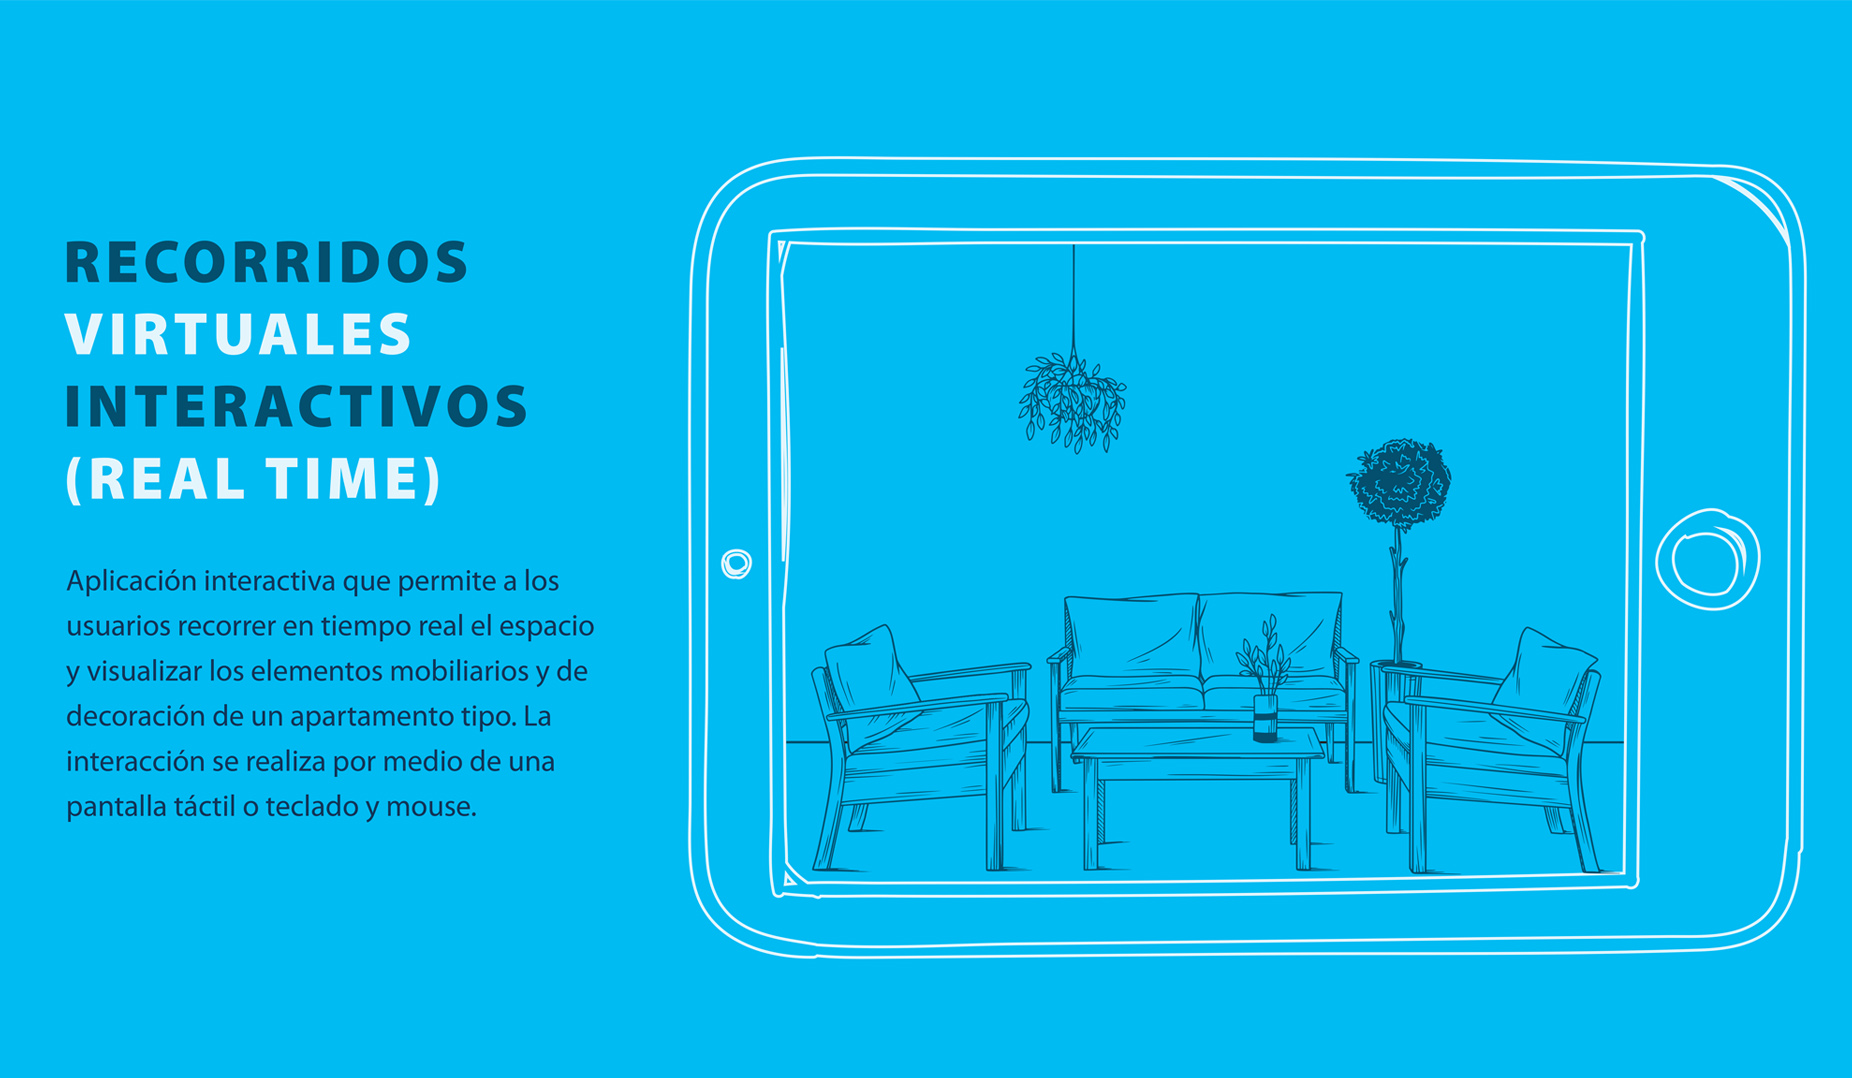 RECORRIDOS
VIRTUALES
INTERACTIVOS
(REAL TIME)
Aplicación interactiva que permite a los
usuarios recorrer en tiempo real el espacio
y visualizar los elementos mobiliarios y de
decoración de un apartamento tipo. La
interacción se realiza por medio de una
pantalla táctil o teclado y mouse.